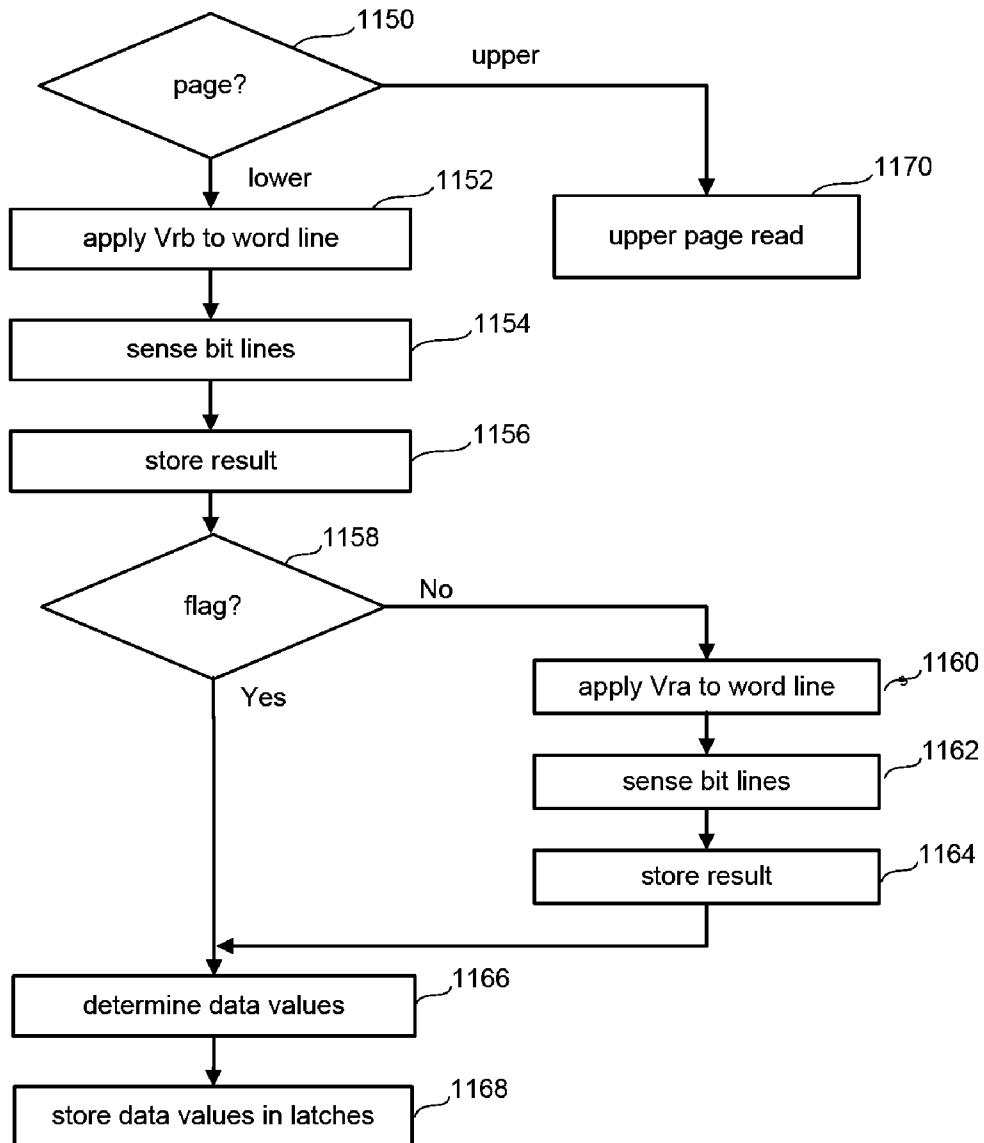 1150
page?
upper
lower
1152
1170
apply Vrb to word line
upper page read
1154
sense bit lines
1156
store result
1158
flag?
No
Yes
1160
apply Vra to word line
1162
sense bit lines
1164
store result
1166
determine data values
1168
store data values in latches